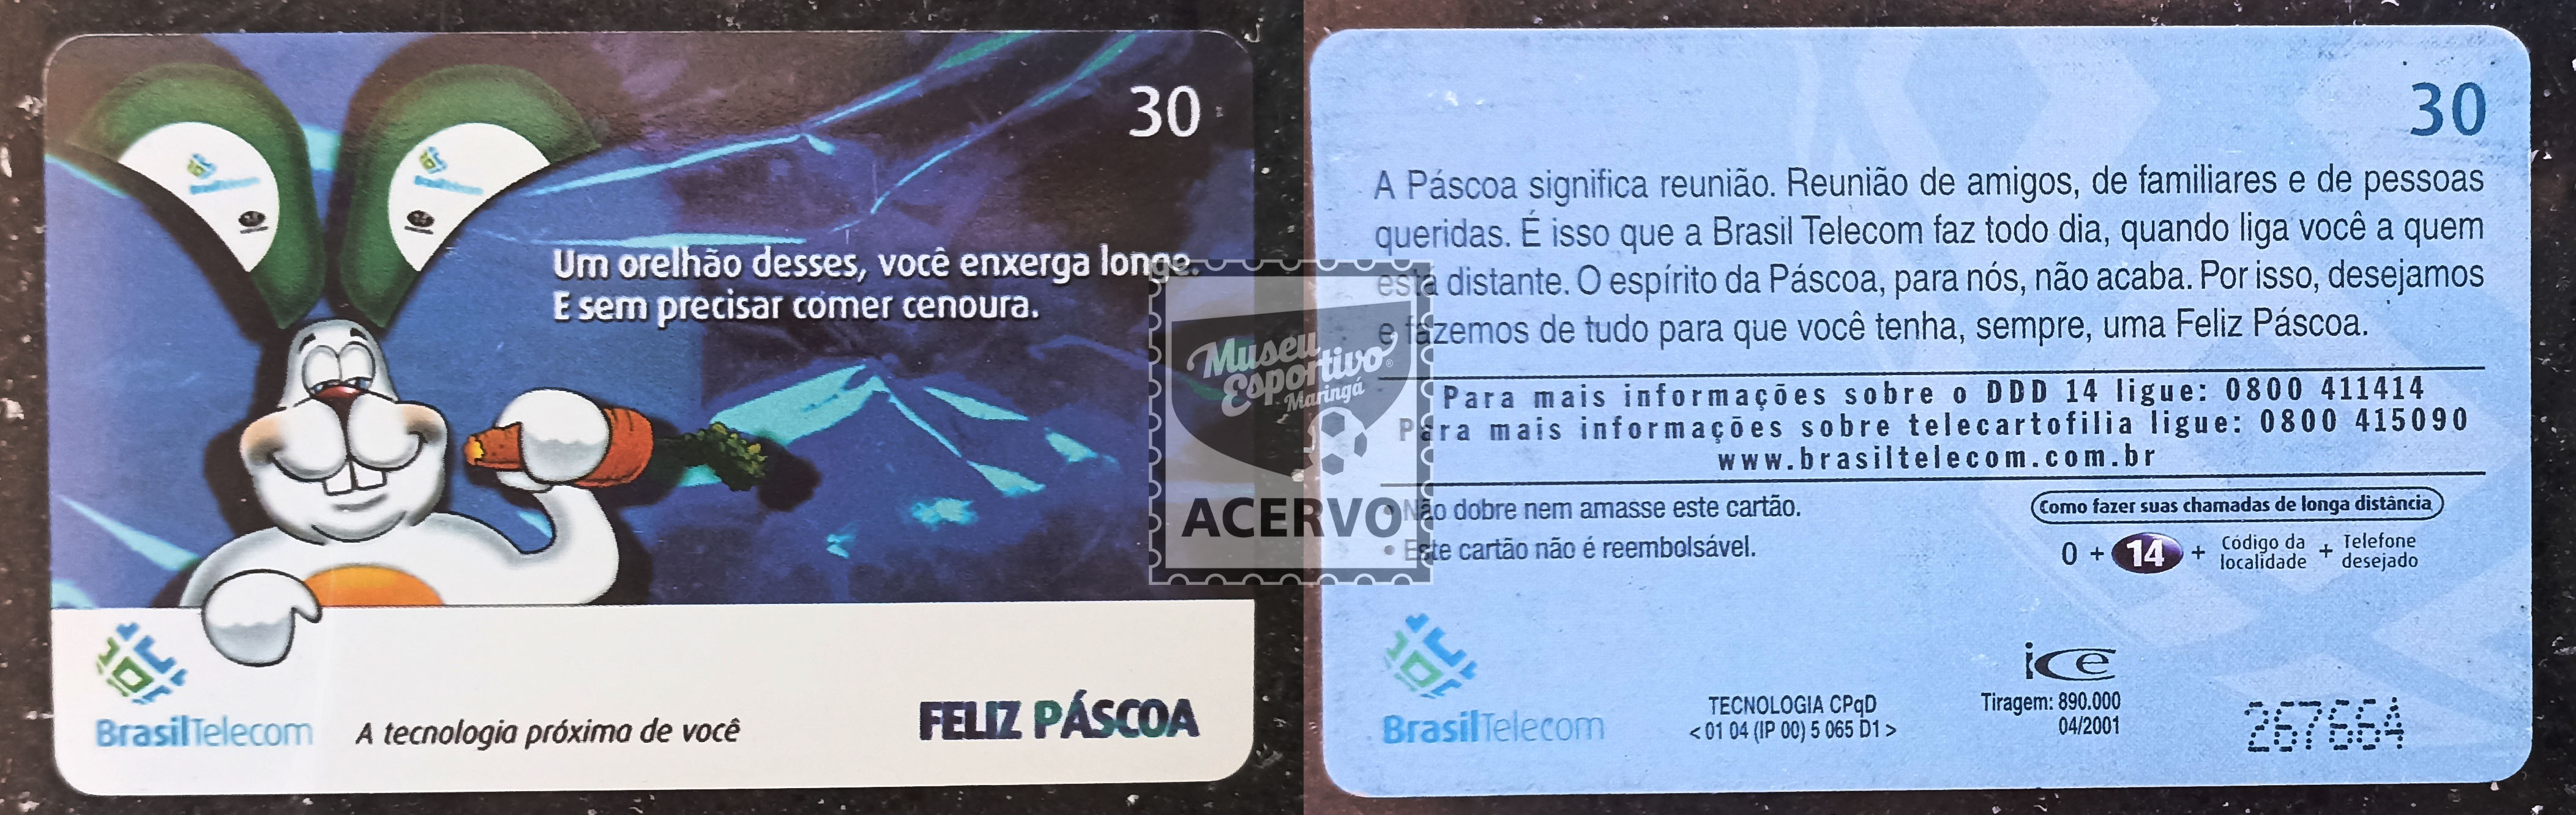 30
BrasilTelecom
14
BrasilTelecom
14
Um orelhão desses, você enxerga longe.
E sem precisar comer cenoura.
BrasilTelecom
A tecnologia próxima de você
FELIZ PÁSCOA
Museu
Esportivo
Maringá
ACERVO
30
A Páscoa significa reunião. Reunião de amigos, de familiares e de pessoas
queridas. É isso que a Brasil Telecom faz todo dia, quando liga você a quem
está distante. O espírito da Páscoa, para nós, não acaba. Por isso, desejamos
e fazemos de tudo para que você tenha, sempre, uma Feliz Páscoa.
Para mais informações sobre o DDD 14 ligue: 0800 411414
Para mais informações sobre telecartofilia ligue: 0800 415090
www.brasiltelecom.com.br
• Não dobre nem amasse este cartão.
• Este cartão não é reembolsável.
Como fazer suas chamadas de longa distância
0 + 14 + Código da localidade + Telefone desejado
BrasilTelecom
TECNOLOGIA CPqD
< 01 04 (IP 00) 5 065 D1 >
ice
Tiragem: 890.000
04/2001
267664